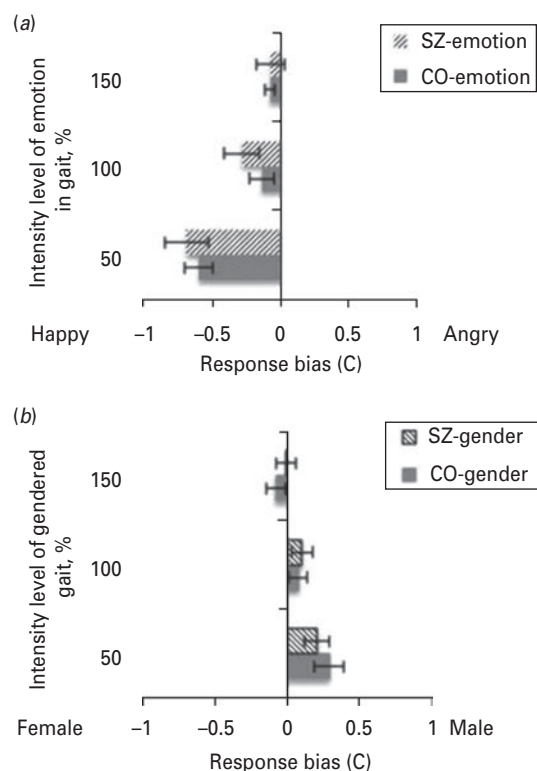 (a)
SZ-emotion
CO-emotion
Intensity level of emotion
in gait, %
150
100
50
Happy
−1
−0.5
0
0.5
1
Angry
Response bias (C)
(b)
SZ-gender
CO-gender
Intensity level of gendered
gait, %
150
100
50
Female
−1
−0.5
0
0.5
1
Male
Response bias (C)